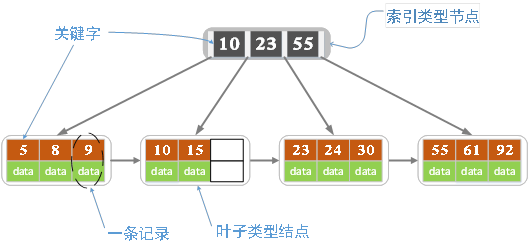 关键字
索引类型节点
10 23 55
5 8 9
data data data
10 15
data data
23 24 30
data data data
55 61 92
data data data
一条记录
叶子类型结点